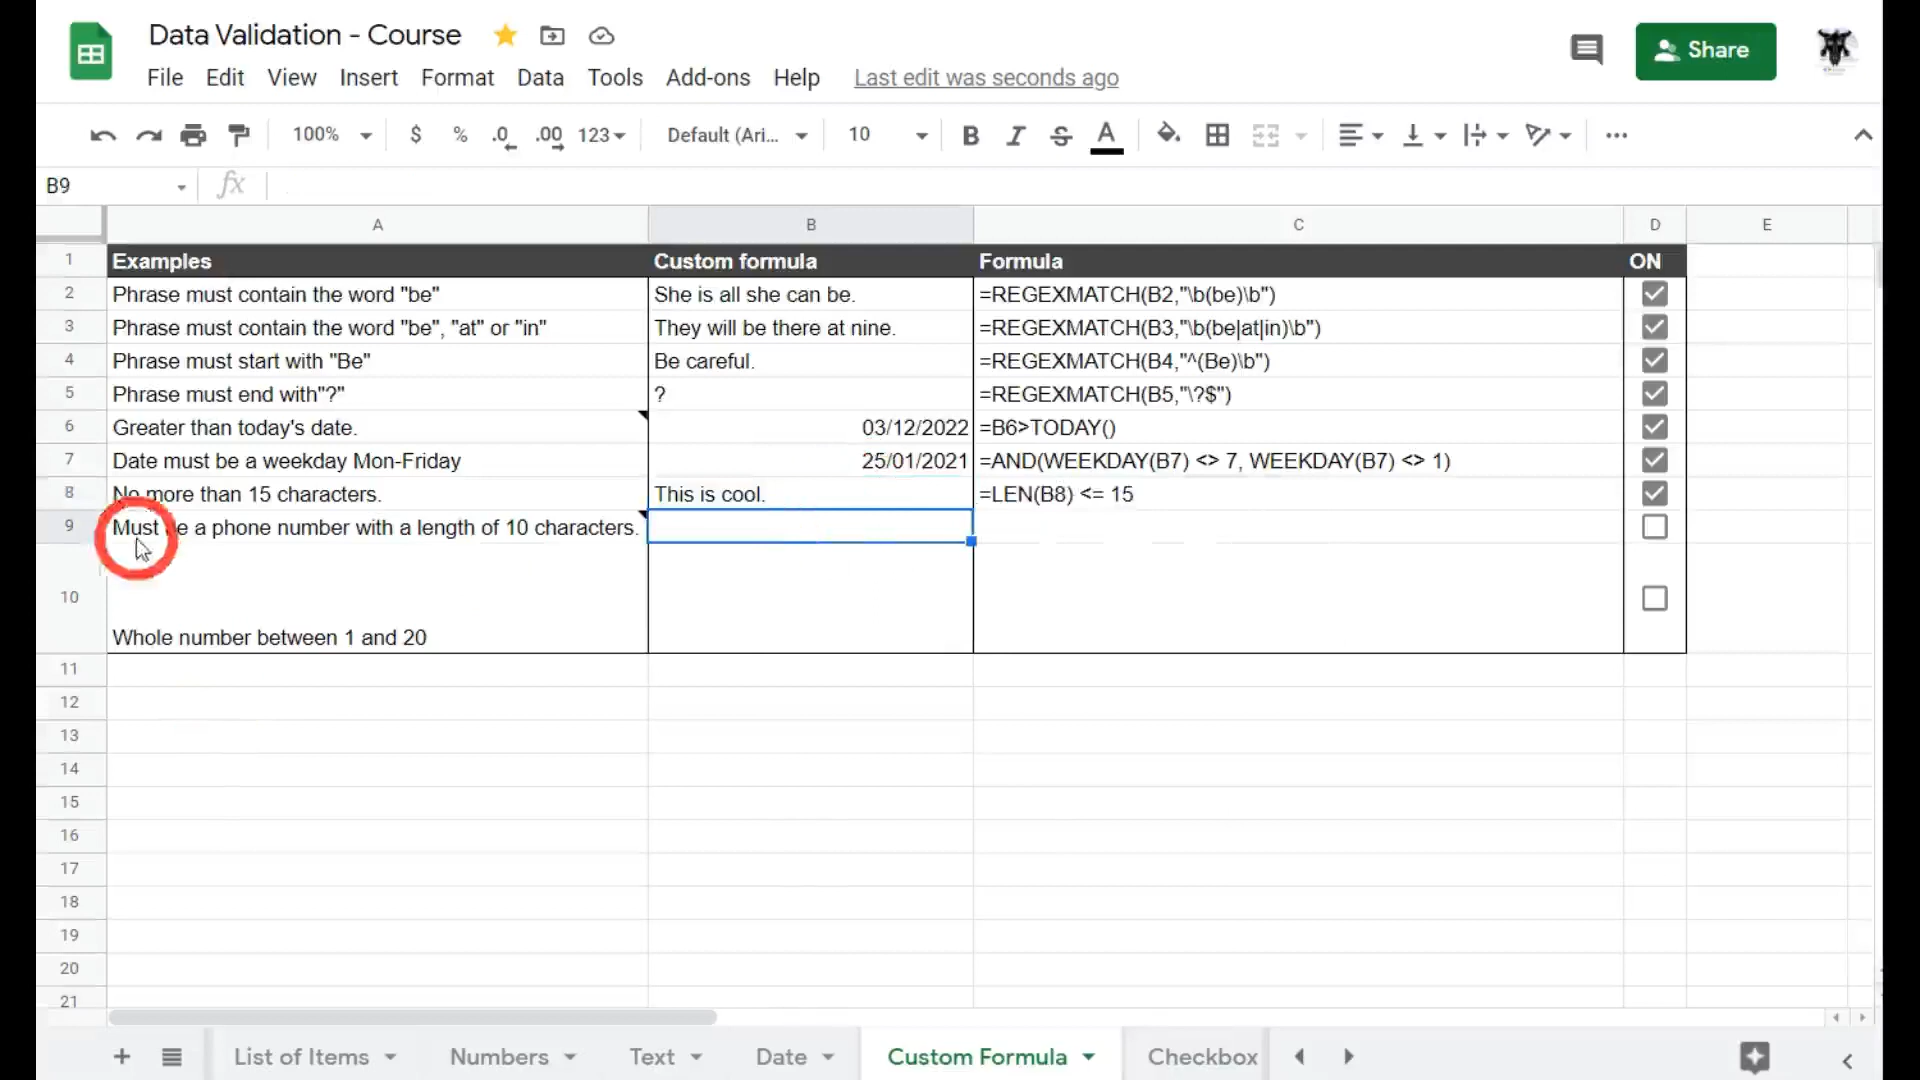 Data Validation - Course
File Edit View Insert Format Data Tools Add-ons Help Last edit was seconds ago
Share
100% $ % .0 .00 123 Default (Ari... 10 B I S A
B9 fx
A B C D E
1 Examples Custom formula Formula ON
2 Phrase must contain the word "be" She is all she can be. =REGEXMATCH(B2,"\b(be)\b")
3 Phrase must contain the word "be", "at" or "in" They will be there at nine. =REGEXMATCH(B3,"\b(be|at|in)\b")
4 Phrase must start with "Be" Be careful. =REGEXMATCH(B4,"^(Be)\b")
5 Phrase must end with"?" ? =REGEXMATCH(B5,"\?$")
6 Greater than today's date. 03/12/2022 =B6>TODAY()
7 Date must be a weekday Mon-Friday 25/01/2021 =AND(WEEKDAY(B7) <> 7, WEEKDAY(B7) <> 1)
8 No more than 15 characters. This is cool. =LEN(B8) <= 15
9 Must be a phone number with a length of 10 characters.
10 Whole number between 1 and 20
11
12
13
14
15
16
17
18
19
20
21
List of Items Numbers Text Date Custom Formula Checkbox